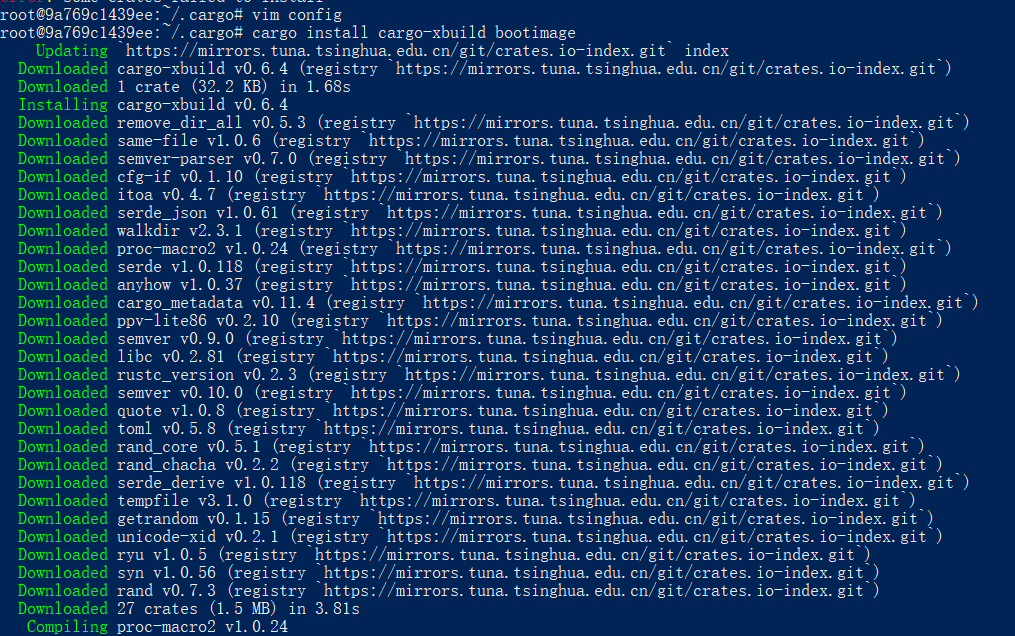 error: some crates failed to install
root@9a769c1439ee:~/.cargo# vim config
root@9a769c1439ee:~/.cargo# cargo install cargo-xbuild bootimage
Updating `https://mirrors.tuna.tsinghua.edu.cn/git/crates.io-index.git` index
Downloaded cargo-xbuild v0.6.4 (registry `https://mirrors.tuna.tsinghua.edu.cn/git/crates.io-index.git`)
Downloaded 1 crate (32.2 KB) in 1.68s
Installing cargo-xbuild v0.6.4
Downloaded remove_dir_all v0.5.3 (registry `https://mirrors.tuna.tsinghua.edu.cn/git/crates.io-index.git`)
Downloaded same-file v1.0.6 (registry `https://mirrors.tuna.tsinghua.edu.cn/git/crates.io-index.git`)
Downloaded semver-parser v0.7.0 (registry `https://mirrors.tuna.tsinghua.edu.cn/git/crates.io-index.git`)
Downloaded cfg-if v0.1.10 (registry `https://mirrors.tuna.tsinghua.edu.cn/git/crates.io-index.git`)
Downloaded itoa v0.4.7 (registry `https://mirrors.tuna.tsinghua.edu.cn/git/crates.io-index.git`)
Downloaded serde_json v1.0.61 (registry `https://mirrors.tuna.tsinghua.edu.cn/git/crates.io-index.git`)
Downloaded walkdir v2.3.1 (registry `https://mirrors.tuna.tsinghua.edu.cn/git/crates.io-index.git`)
Downloaded proc-macro2 v1.0.24 (registry `https://mirrors.tuna.tsinghua.edu.cn/git/crates.io-index.git`)
Downloaded serde v1.0.118 (registry `https://mirrors.tuna.tsinghua.edu.cn/git/crates.io-index.git`)
Downloaded anyhow v1.0.37 (registry `https://mirrors.tuna.tsinghua.edu.cn/git/crates.io-index.git`)
Downloaded cargo_metadata v0.11.4 (registry `https://mirrors.tuna.tsinghua.edu.cn/git/crates.io-index.git`)
Downloaded ppv-lite86 v0.2.10 (registry `https://mirrors.tuna.tsinghua.edu.cn/git/crates.io-index.git`)
Downloaded semver v0.9.0 (registry `https://mirrors.tuna.tsinghua.edu.cn/git/crates.io-index.git`)
Downloaded libc v0.2.81 (registry `https://mirrors.tuna.tsinghua.edu.cn/git/crates.io-index.git`)
Downloaded rustc_version v0.2.3 (registry `https://mirrors.tuna.tsinghua.edu.cn/git/crates.io-index.git`)
Downloaded semver v0.10.0 (registry `https://mirrors.tuna.tsinghua.edu.cn/git/crates.io-index.git`)
Downloaded quote v1.0.8 (registry `https://mirrors.tuna.tsinghua.edu.cn/git/crates.io-index.git`)
Downloaded toml v0.5.8 (registry `https://mirrors.tuna.tsinghua.edu.cn/git/crates.io-index.git`)
Downloaded rand_core v0.5.1 (registry `https://mirrors.tuna.tsinghua.edu.cn/git/crates.io-index.git`)
Downloaded rand_chacha v0.2.2 (registry `https://mirrors.tuna.tsinghua.edu.cn/git/crates.io-index.git`)
Downloaded serde_derive v1.0.118 (registry `https://mirrors.tuna.tsinghua.edu.cn/git/crates.io-index.git`)
Downloaded tempfile v3.1.0 (registry `https://mirrors.tuna.tsinghua.edu.cn/git/crates.io-index.git`)
Downloaded getrandom v0.1.15 (registry `https://mirrors.tuna.tsinghua.edu.cn/git/crates.io-index.git`)
Downloaded unicode-xid v0.2.1 (registry `https://mirrors.tuna.tsinghua.edu.cn/git/crates.io-index.git`)
Downloaded ryu v1.0.5 (registry `https://mirrors.tuna.tsinghua.edu.cn/git/crates.io-index.git`)
Downloaded syn v1.0.56 (registry `https://mirrors.tuna.tsinghua.edu.cn/git/crates.io-index.git`)
Downloaded rand v0.7.3 (registry `https://mirrors.tuna.tsinghua.edu.cn/git/crates.io-index.git`)
Downloaded 27 crates (1.5 MB) in 3.81s
Compiling proc-macro2 v1.0.24